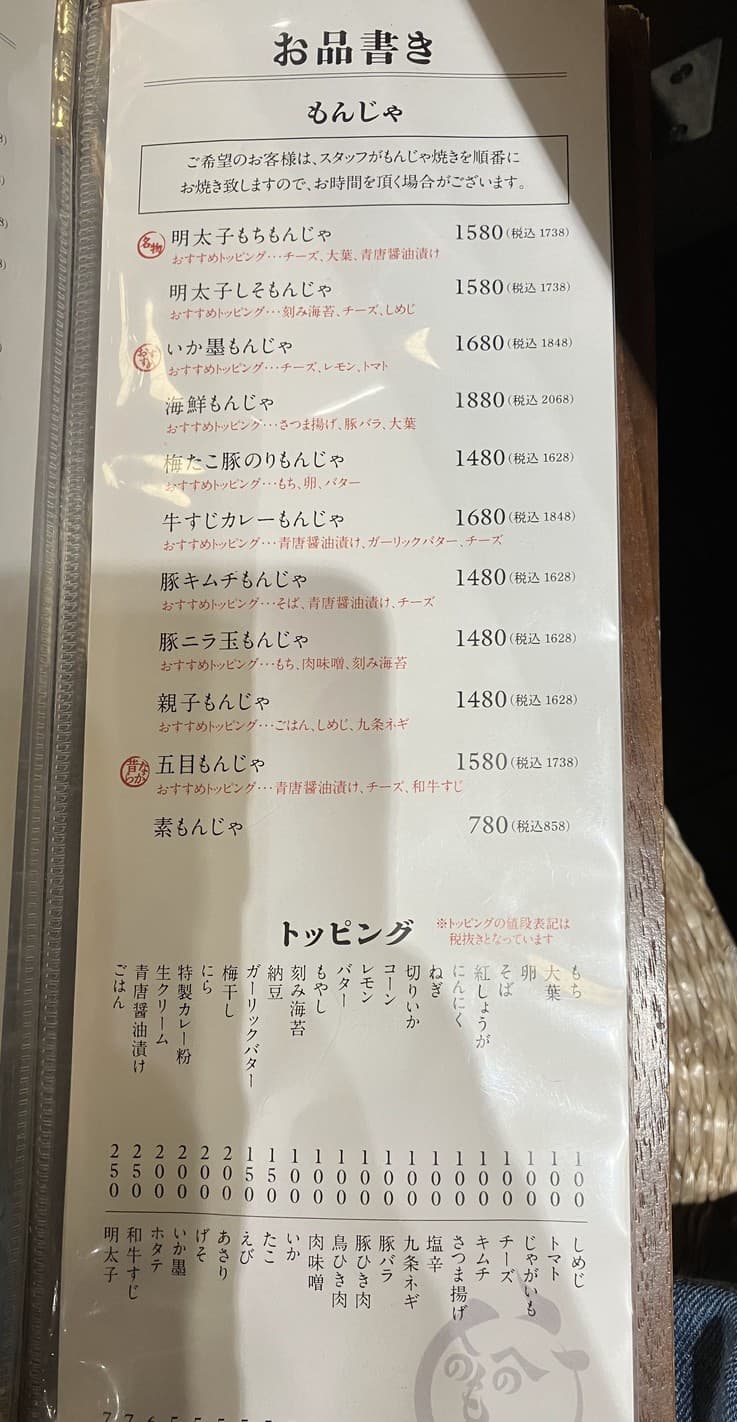 お品書き
もんじゃ
ご希望のお客様は、スタッフがもんじゃ焼きを順番に
お焼き致しますので、お時間を頂く場合がございます。
名物 明太子もちもんじゃ 1580(税込 1738)
おすすめトッピング…チーズ、大葉、青唐醤油漬け
明太子しそもんじゃ 1580(税込 1738)
おすすめトッピング…刻み海苔、チーズ、しめじ
おすすめ いか墨もんじゃ 1680(税込 1848)
おすすめトッピング…チーズ、レモン、トマト
海鮮もんじゃ 1880(税込 2068)
おすすめトッピング…さつま揚げ、豚バラ、大葉
梅たこ豚のりもんじゃ 1480(税込 1628)
おすすめトッピング…もち、卵、バター
牛すじカレーもんじゃ 1680(税込 1848)
おすすめトッピング…青唐醤油漬け、ガーリックバター、チーズ
豚キムチもんじゃ 1480(税込 1628)
おすすめトッピング…そば、青唐醤油漬け、チーズ
豚ニラ玉もんじゃ 1480(税込 1628)
おすすめトッピング…もち、肉味噌、刻み海苔
親子もんじゃ 1480(税込 1628)
おすすめトッピング…ごはん、しめじ、九条ネギ
昔ながら 五目もんじゃ 1580(税込 1738)
おすすめトッピング…青唐醤油漬け、チーズ、和牛すじ
素もんじゃ 780(税込858)
トッピング
※トッピングの値段表記は
税抜きとなっています
もち 100
大葉 100
卵 100
そば 100
紅しょうが 100
にんにく 100
ねぎ 100
切りいか 100
コーン 100
レモン 100
バター 100
もやし 100
刻み海苔 100
納豆 150
ガーリックバター 150
梅干し 200
にら 200
特製カレー粉 200
生クリーム 200
青唐醤油漬け 250
ごはん 250
しめじ
トマト
じゃがいも
チーズ
キムチ
さつま揚げ
塩辛
九条ネギ
豚バラ
豚ひき肉
鳥ひき肉
肉味噌
いか
たこ
えび
あさり
げそ
いか墨
ホタテ
和牛すじ
明太子